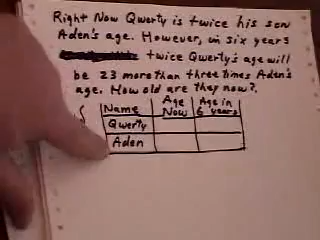 Right Now Qwerty is twice his son
Aden's age. However, in six years
twice Qwerty's age will
be 23 more than three times Aden's
age. How old are they now?.
Name Age Now Age in 6 years
Qwerty
Aden